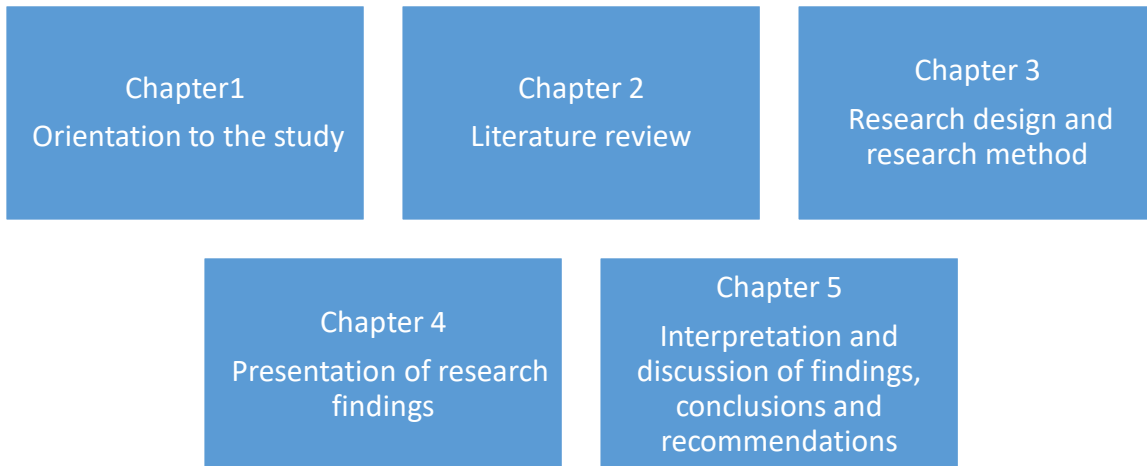 Chapter1
Orientation to the study
Chapter 2
Literature review
Chapter 3
Research design and
research method
Chapter 4
Presentation of research
findings
Chapter 5
Interpretation and
discussion of findings,
conclusions and
recommendations